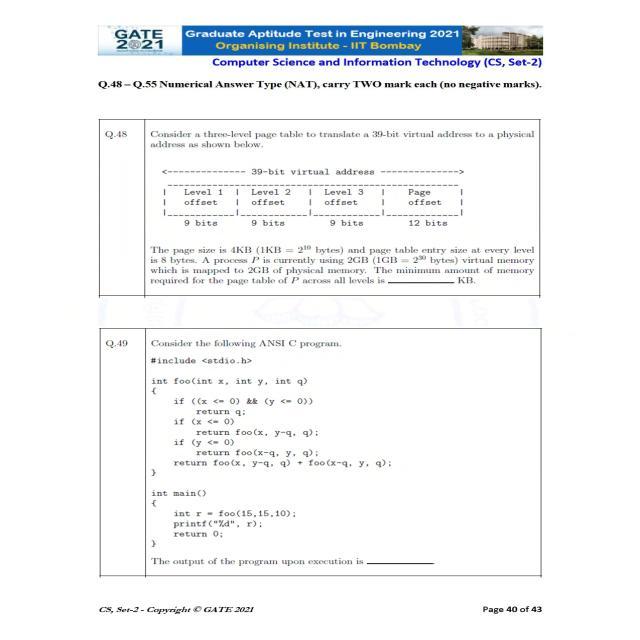 GATE
2021
Graduate Aptitude Test in Engineering 2021
Organising Institute - IIT Bombay
Computer Science and Information Technology (CS, Set-2)
Q.48 – Q.55 Numerical Answer Type (NAT), carry TWO mark each (no negative marks).
Q.48
Consider a three-level page table to translate a 39-bit virtual address to a physical
address as shown below.
<-------------- 39-bit virtual address -------------->
| Level 1 | Level 2 | Level 3 | Page |
| offset | offset | offset | offset |
9 bits 9 bits 9 bits 12 bits
The page size is 4KB (1KB = 2^10 bytes) and page table entry size at every level
is 8 bytes. A process P is currently using 2GB (1GB = 2^30 bytes) virtual memory
which is mapped to 2GB of physical memory. The minimum amount of memory
required for the page table of P across all levels is ___________ KB.
Q.49
Consider the following ANSI C program.
#include <stdio.h>
int foo(int x, int y, int q)
{
if ((x <= 0) && (y <= 0))
return q;
if (x <= 0)
return foo(x, y-q, q);
if (y <= 0)
return foo(x-q, y, q);
return foo(x, y-q, q) + foo(x-q, y, q);
}
int main()
{
int r = foo(15,15,10);
printf("%d", r);
return 0;
}
The output of the program upon execution is ___________
CS, Set-2 - Copyright © GATE 2021
Page 40 of 43